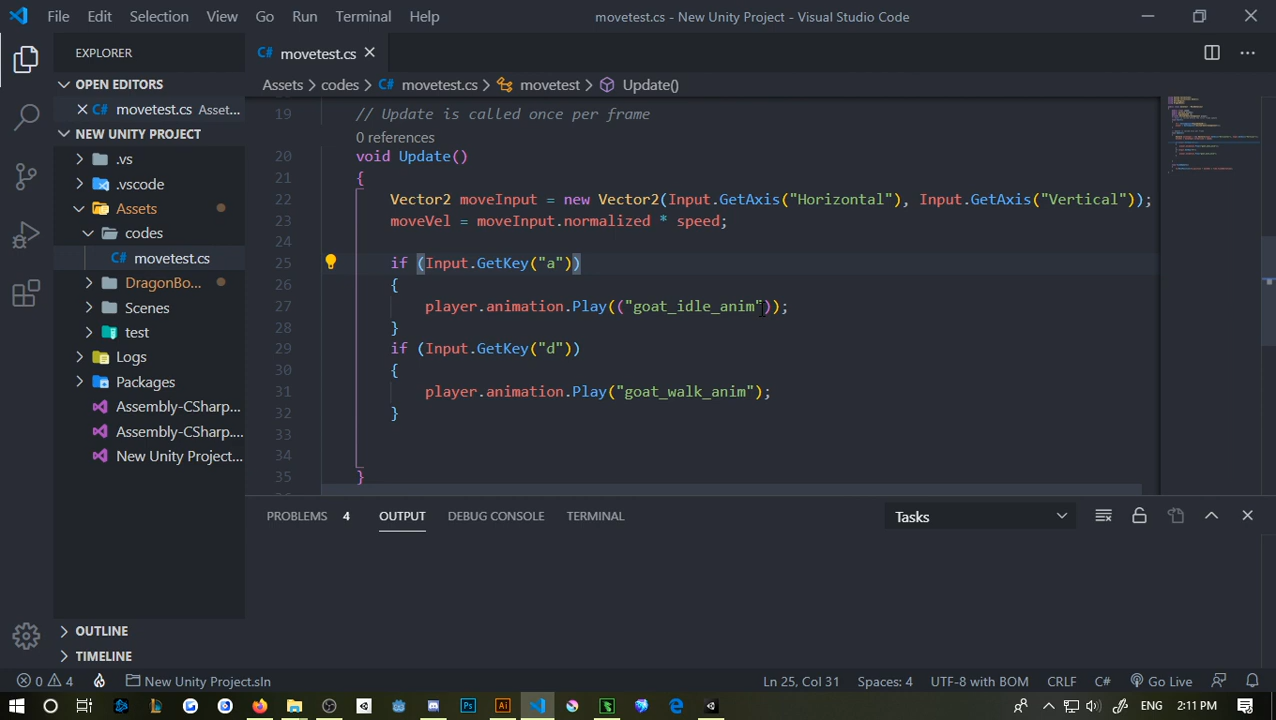 File Edit Selection View Go Run Terminal Help movetest.cs - New Unity Project - Visual Studio Code
EXPLORER
OPEN EDITORS
movetest.cs Asset...
NEW UNITY PROJECT
.vs
.vscode
Assets
codes
C# movetest.cs
DragonBo...
Scenes
test
Logs
Packages
Assembly-CSharp...
Assembly-CSharp....
New Unity Project...
OUTLINE
TIMELINE
C# movetest.cs
Assets > codes > C# movetest.cs > movetest > Update()
19 // Update is called once per frame
0 references
20 void Update()
21 {
22 Vector2 moveInput = new Vector2(Input.GetAxis("Horizontal"), Input.GetAxis("Vertical"));
23 moveVel = moveInput.normalized * speed;
24
25 if (Input.GetKey("a"))
26 {
27 player.animation.Play(("goat_idle_anim"));
28 }
29 if (Input.GetKey("d"))
30 {
31 player.animation.Play("goat_walk_anim");
32 }
33
34
35 }
PROBLEMS 4 OUTPUT DEBUG CONSOLE TERMINAL Tasks
0 4 New Unity Project.sln Ln 25, Col 31 Spaces: 4 UTF-8 with BOM CRLF C# Go Live
ENG 2:11 PM